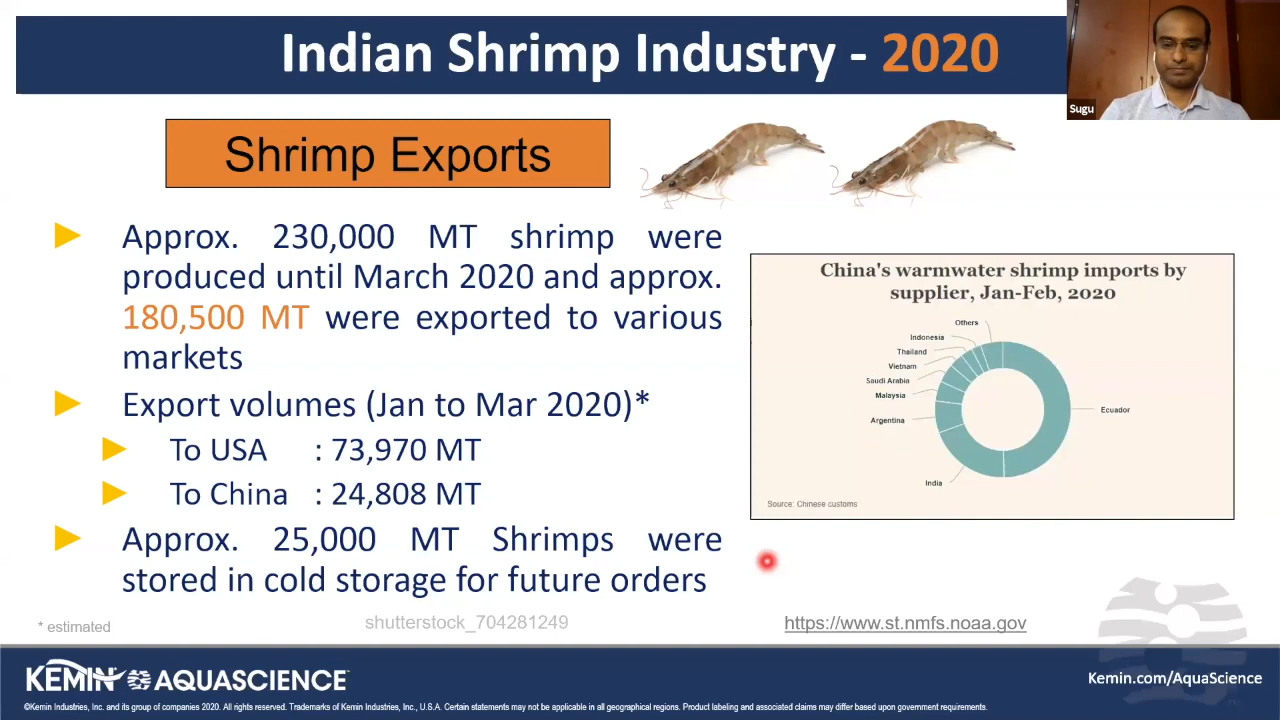 Indian Shrimp Industry - 2020
Sugu
Shrimp Exports
Approx. 230,000 MT shrimp were
produced until March 2020 and approx.
180,500 MT were exported to various
markets
Export volumes (Jan to Mar 2020)*
To USA : 73,970 MT
To China : 24,808 MT
Approx. 25,000 MT Shrimps were
stored in cold storage for future orders
China's warmwater shrimp imports by
supplier, Jan-Feb, 2020
Others
Indonesia
Thailand
Vietnam
Saudi Arabia
Malaysia
Argentina
India
Ecuador
Source: Chinese customs
* estimated
shutterstock_704281249
https://www.st.nmfs.noaa.gov
KEMIN AQUASCIENCE™
Kemin.com/AquaScience
©Kemin Industries, Inc. and its group of companies 2020. All rights reserved. Trademarks of Kemin Industries, Inc., U.S.A. Certain statements may not be applicable in all geographical regions. Product labeling and associated claims may differ based upon government requirements.